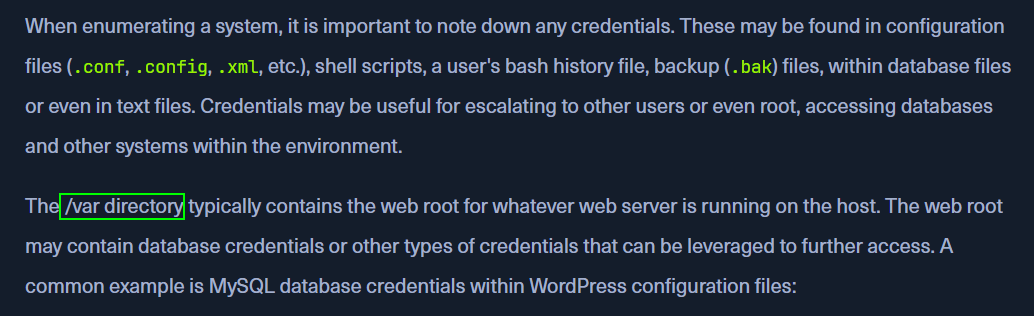 When enumerating a system, it is important to note down any credentials. These may be found in configuration
files (.conf, .config, .xml, etc.), shell scripts, a user's bash history file, backup (.bak) files, within database files
or even in text files. Credentials may be useful for escalating to other users or even root, accessing databases
and other systems within the environment.
The /var directory typically contains the web root for whatever web server is running on the host. The web root
may contain database credentials or other types of credentials that can be leveraged to further access. A
common example is MySQL database credentials within WordPress configuration files: